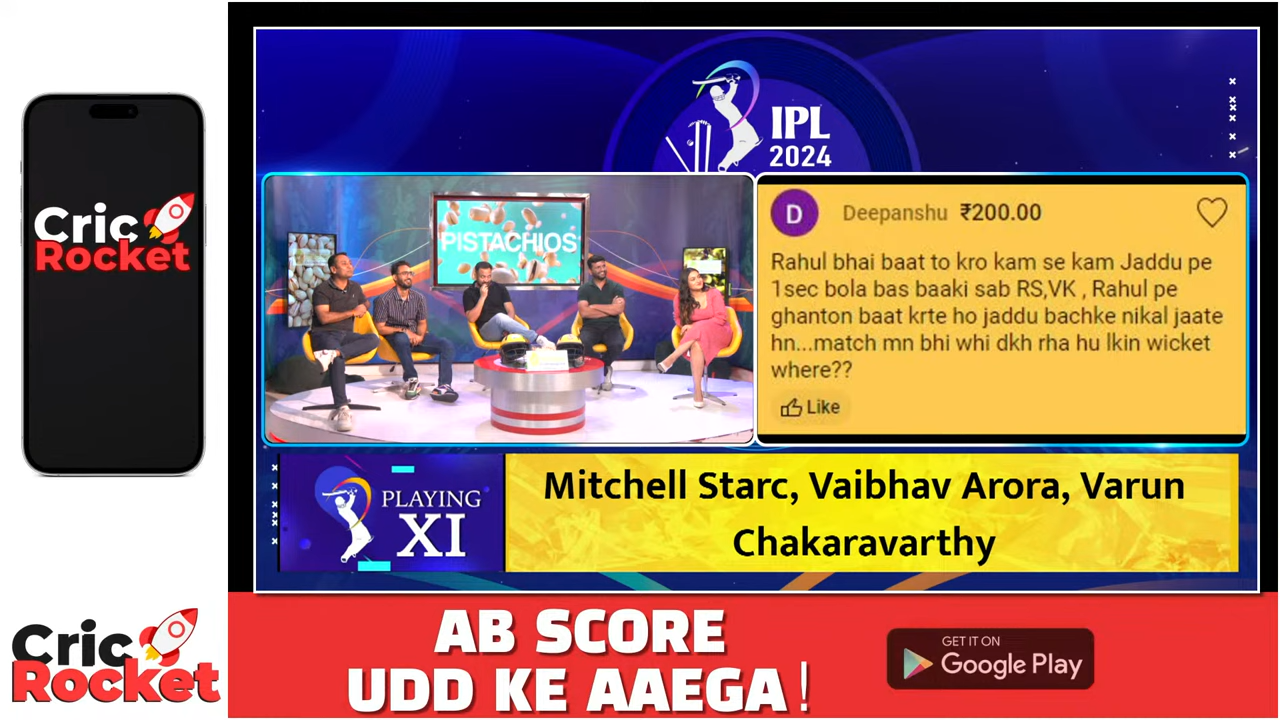 Cric
Rocket
IPL
2024
PISTACHIOS
D
Deepanshu ₹200.00
Rahul bhai baat to kro kam se kam Jaddu pe
1sec bola bas baaki sab RS,VK , Rahul pe
ghanton baat krte ho jaddu bachke nikal jaate
hn...match mn bhi whi dkh rha hu lkin wicket
where??
Like
PLAYING
XI
Mitchell Starc, Vaibhav Arora, Varun
Chakaravarthy
Cric
Rocket
AB SCORE
UDD KE AAEGA!
GET IT ON
Google Play